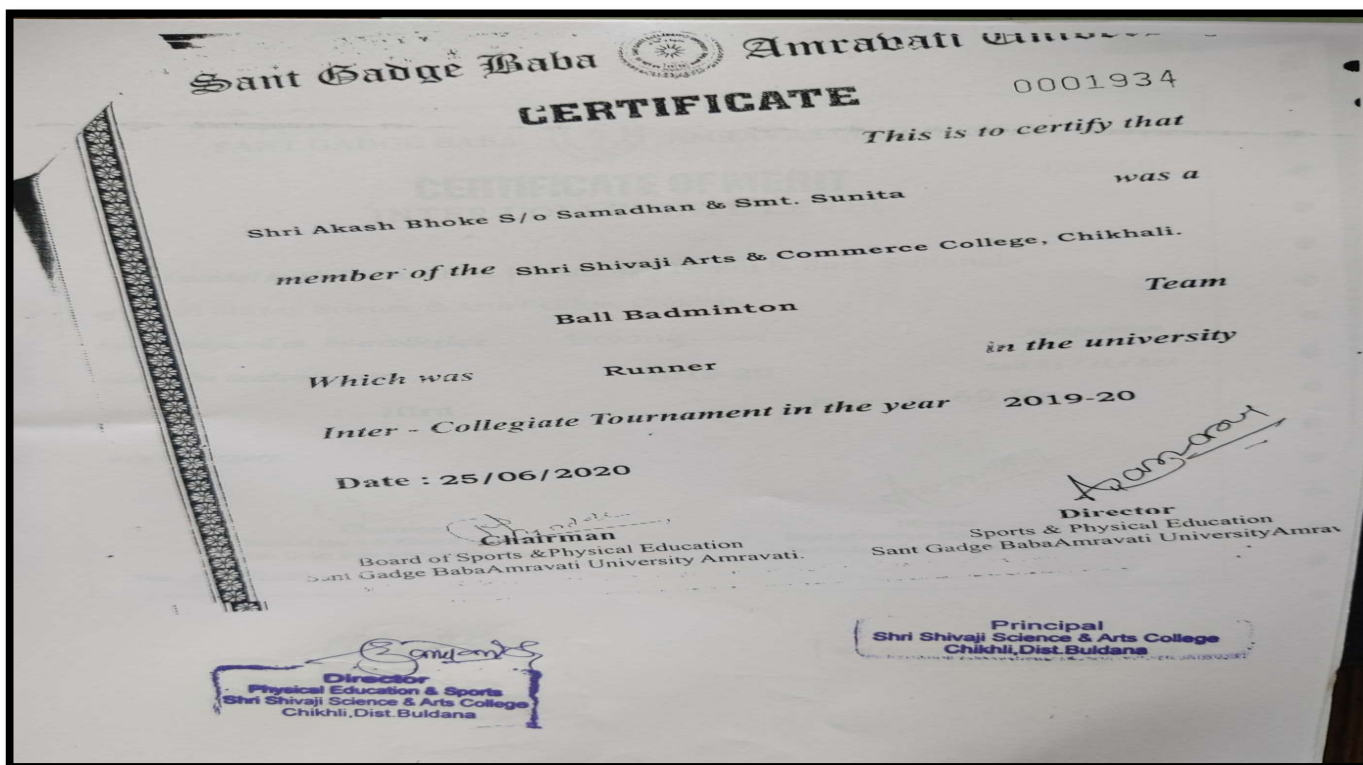 Sant Gadge Baba Amravati
CERTIFICATE
0001934
This is to certify that
Shri Akash Bhoke S/o Samadhan & Smt. Sunita was a
member of the Shri Shivaji Arts & Commerce College, Chikhali.
Ball Badminton Team
Which was Runner in the university
Inter - Collegiate Tournament in the year 2019-20
Date : 25/06/2020
Chairman
Board of Sports &Physical Education
Sant Gadge BabaAmravati University Amravati.
Director
Sports & Physical Education
Sant Gadge BabaAmravati UniversityAmrav
Director
Physical Education & Sports
Shri Shivaji Science & Arts College
Chikhli,Dist.Buldana
Principal
Shri Shivaji Science & Arts College
Chikhli,Dist.Buldana